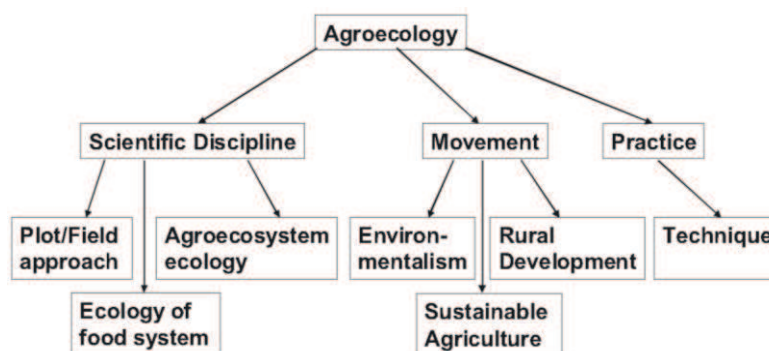 Agroecology
Scientific Discipline
Movement
Practice
Plot/Field
approach
Agroecosystem
ecology
Environ-
mentalism
Rural
Development
Technique
Ecology of
food system
Sustainable
Agriculture